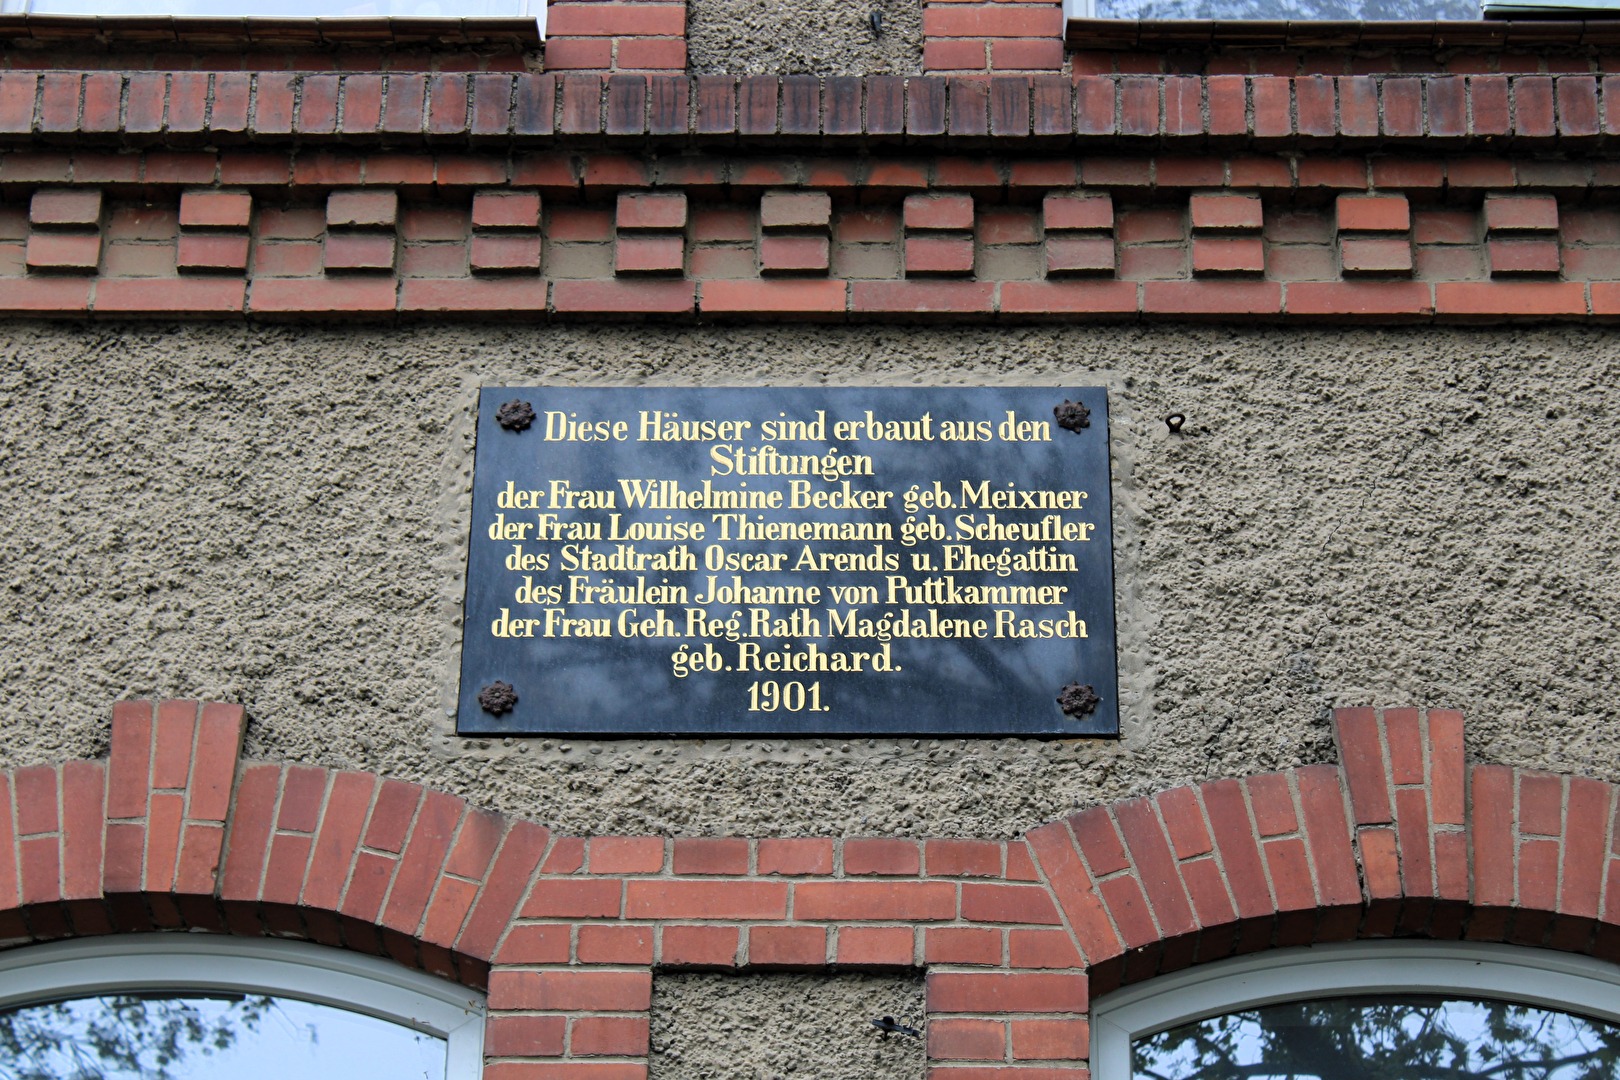 Diese Häuser sind erbaut aus den
Stiftungen
der Frau Wilhelmine Becker geb. Meixner
der Frau Louise Thienemann geb. Scheufler
des Stadtrath Oscar Arends u. Ehegattin
des Fräulein Johanne von Puttkammer
der Frau Geh. Reg. Rath Magdalene Rasch
geb. Reichard.
1901.